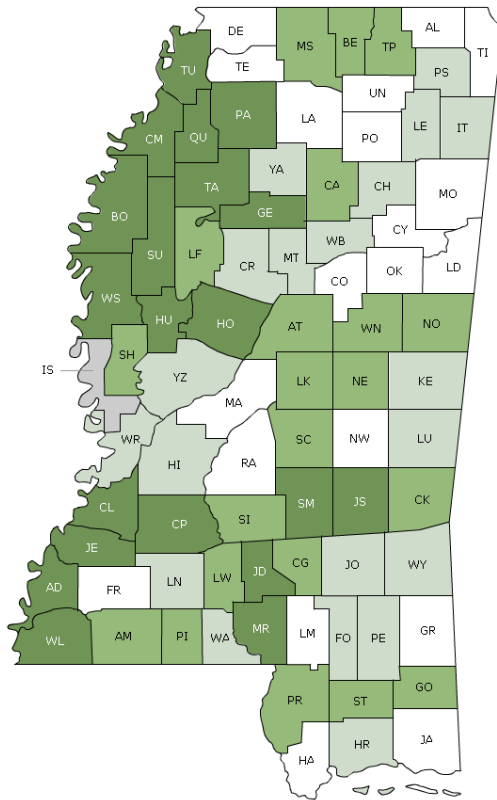 DE
MS
BE
TP
AL
TI
TU
TE
PS
UN
PA
LA
LE
IT
CM
QU
PO
TA
YA
CA
CH
MO
BO
GE
LF
CR
MT
WB
CY
SU
CO
OK
LD
WS
HU
HO
AT
WN
NO
SH
IS
YZ
LK
NE
KE
MA
WR
SC
NW
LU
HI
RA
CL
CP
SI
SM
JS
CK
JE
AD
FR
LN
LW
JD
CG
JO
WY
WL
AM
PI
WA
MR
LM
FO
PE
GR
PR
ST
GO
HA
HR
JA